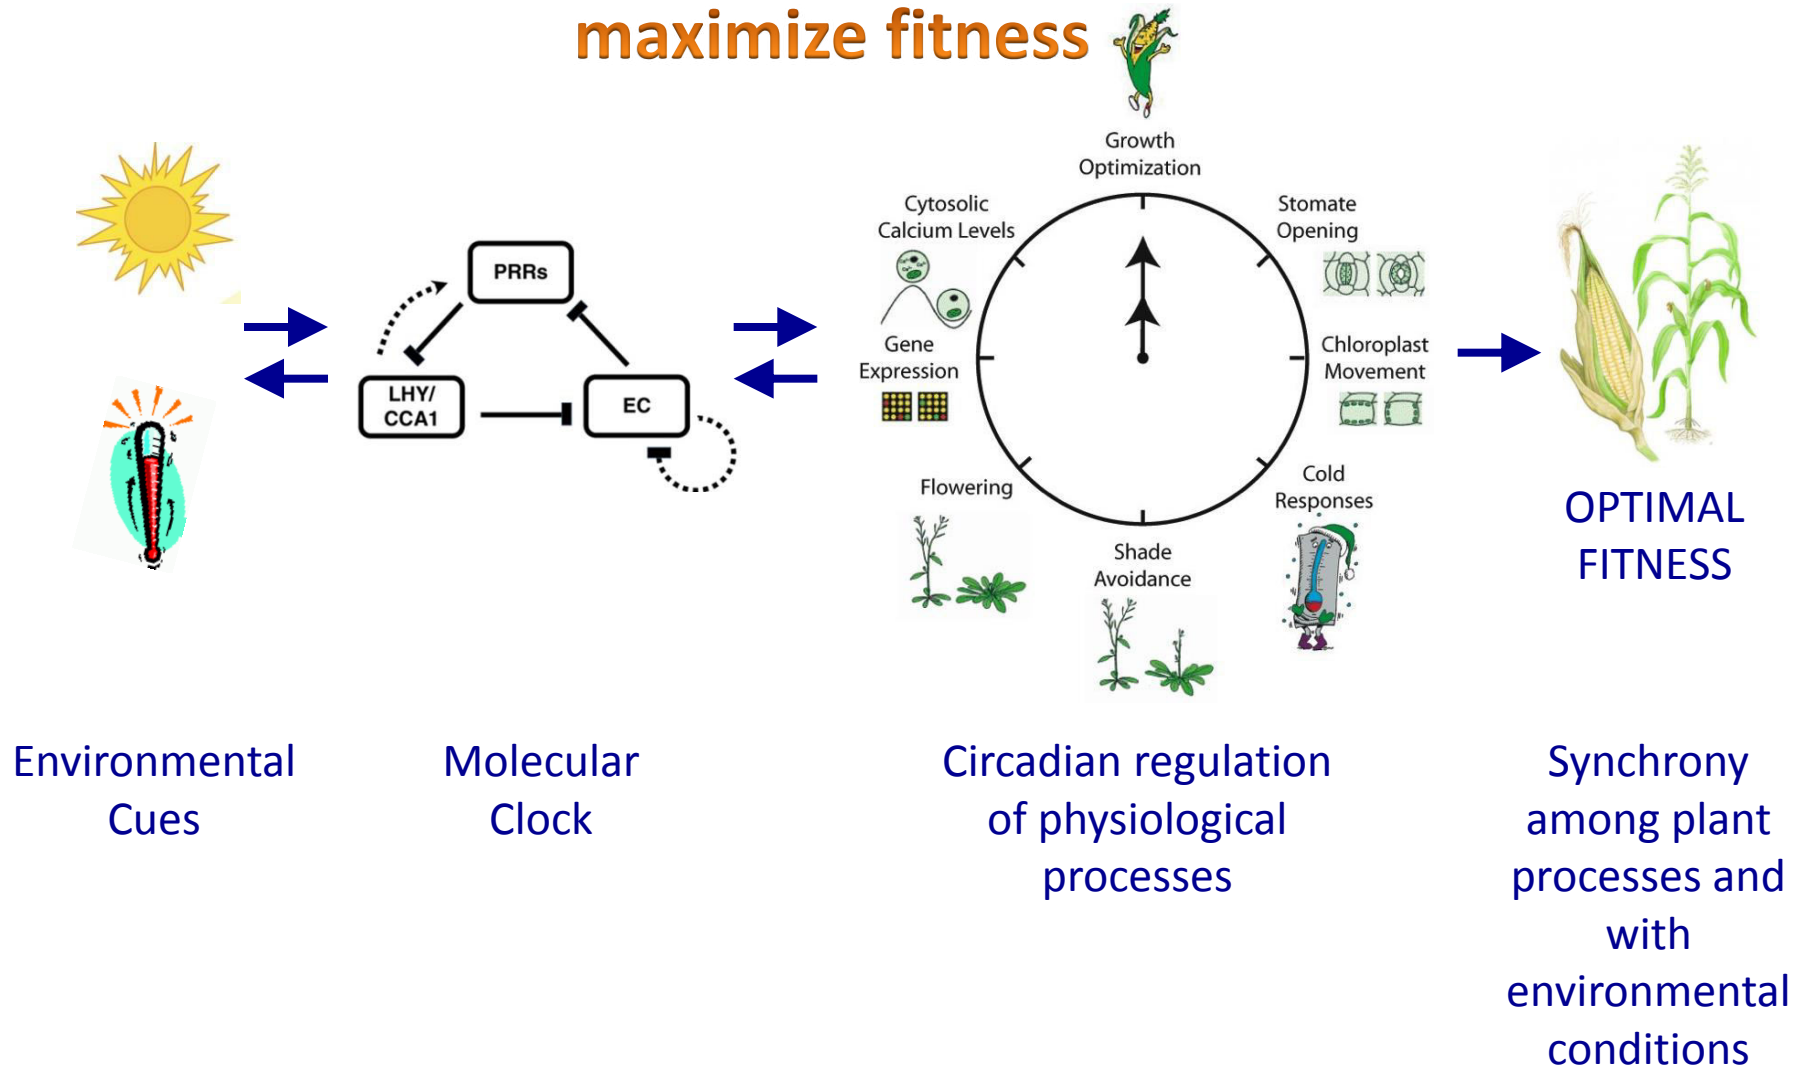 maximize fitness
PRRs
LHY/
CCA1
EC
Growth
Optimization
Stomate
Opening
Chloroplast
Movement
Cold
Responses
Shade
Avoidance
Flowering
Gene
Expression
Cytosolic
Calcium Levels
OPTIMAL
FITNESS
Environmental
Cues
Molecular
Clock
Circadian regulation
of physiological
processes
Synchrony
among plant
processes and
with
environmental
conditions